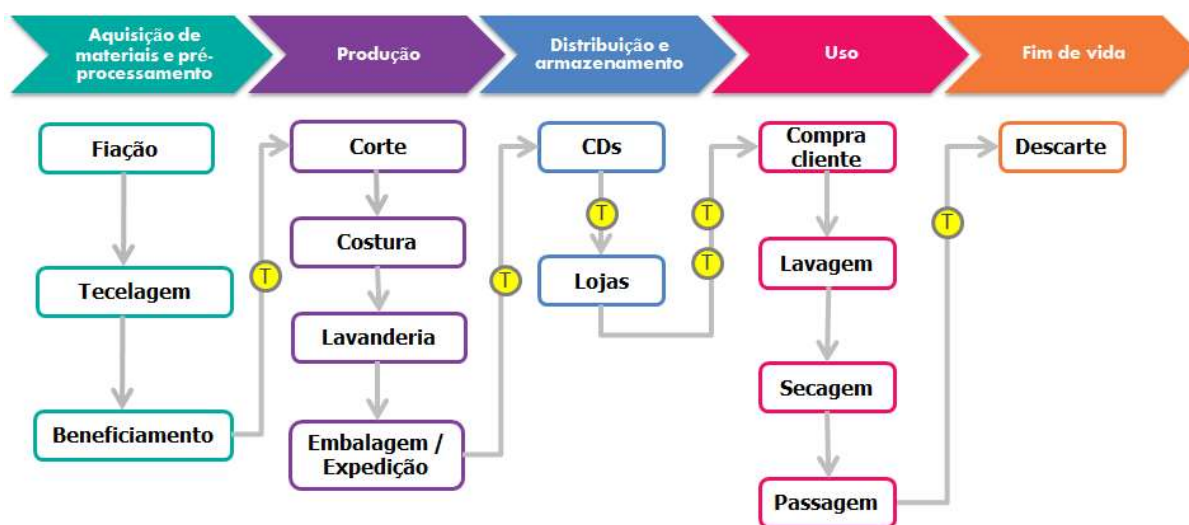 Aquisição de
materiais e pré-
processamento
Produção
Distribuição e
armazenamento
Uso
Fim de vida
Fiação
Tecelagem
Beneficiamento
T
Corte
Costura
Lavanderia
Embalagem /
Expedição
T
CDs
T
Lojas
T
T
Compra
cliente
Lavagem
Secagem
Passagem
T
Descarte